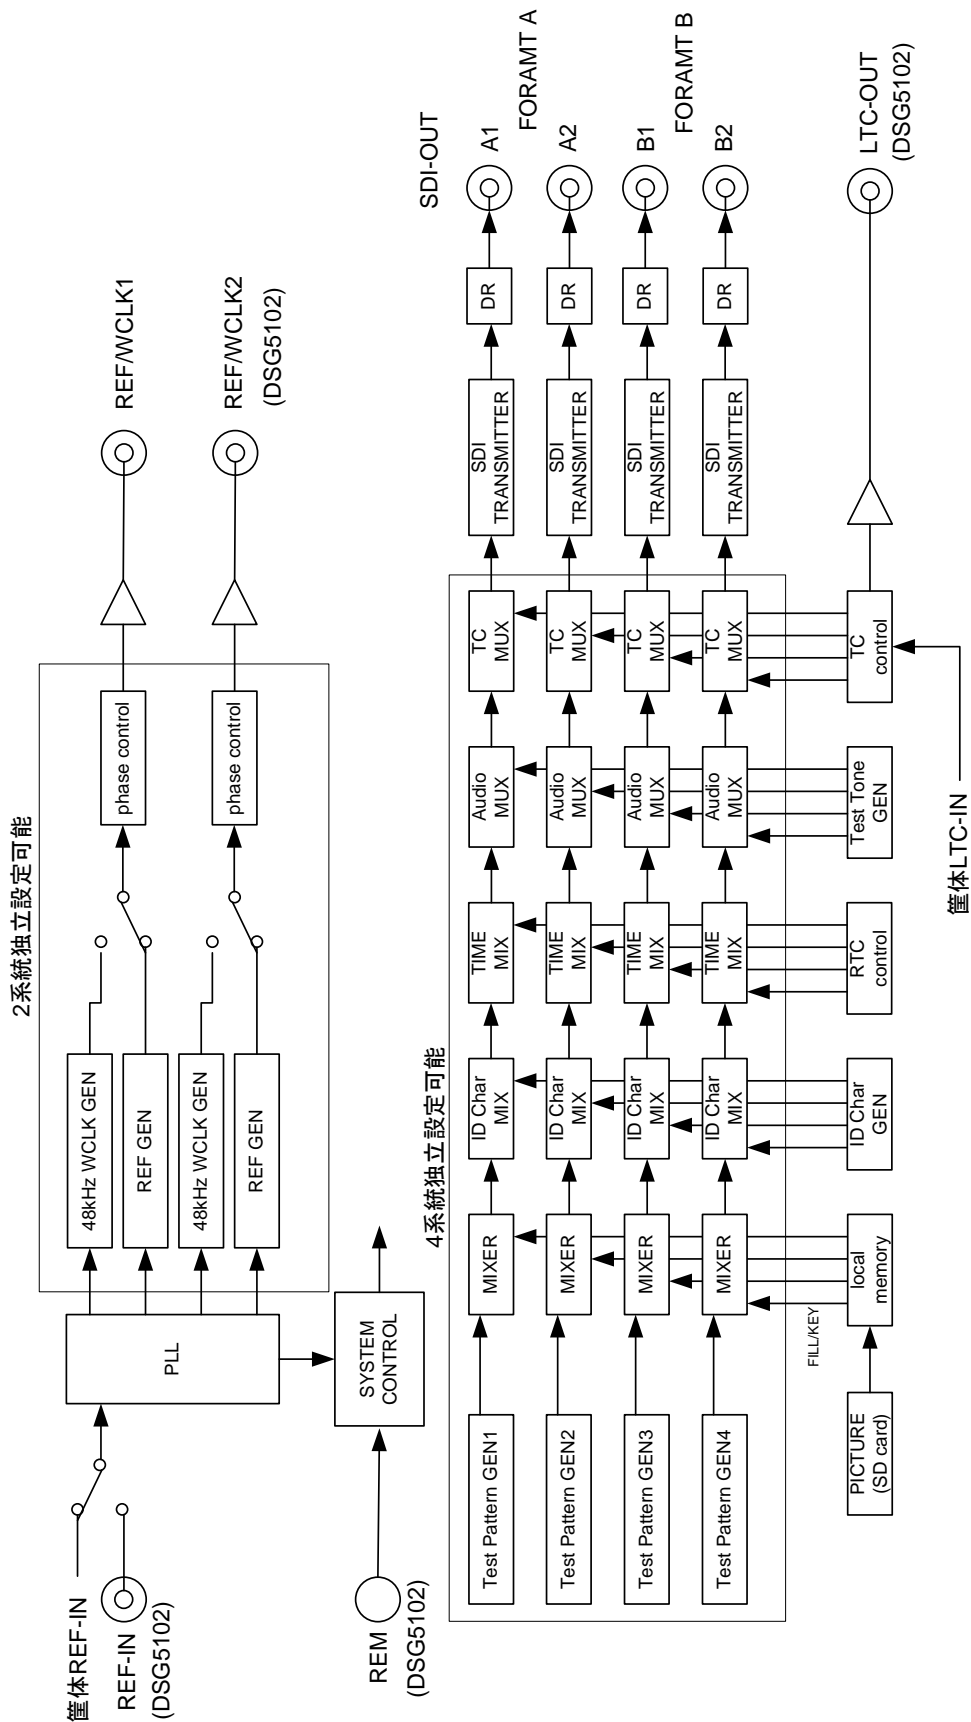 筐体REF-IN
REF-IN
(DSG5102)
PLL
2系統独立設定可能
48kHz WCLK GEN
REF GEN
48kHz WCLK GEN
REF GEN
phase control
phase control
REF/WCLK1
REF/WCLK2
(DSG5102)
REM
(DSG5102)
SYSTEM
CONTROL
4系統独立設定可能
SDI-OUT
Test Pattern GEN1
MIXER
ID Char
MIX
TIME
MIX
Audio
MUX
TC
MUX
SDI
TRANSMITTER
DR
A1
FORAMT A
Test Pattern GEN2
MIXER
ID Char
MIX
TIME
MIX
Audio
MUX
TC
MUX
SDI
TRANSMITTER
DR
A2
Test Pattern GEN3
MIXER
ID Char
MIX
TIME
MIX
Audio
MUX
TC
MUX
SDI
TRANSMITTER
DR
B1
FORAMT B
Test Pattern GEN4
MIXER
ID Char
MIX
TIME
MIX
Audio
MUX
TC
MUX
SDI
TRANSMITTER
DR
B2
FILL/KEY
PICTURE
(SD card)
local
memory
ID Char
GEN
RTC
control
Test Tone
GEN
TC
control
LTC-OUT
(DSG5102)
筐体LTC-IN